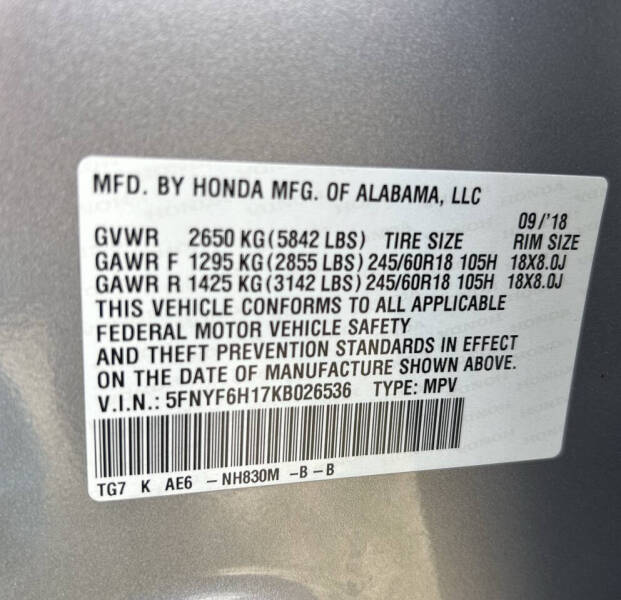 MFD. BY HONDA MFG. OF ALABAMA, LLC
09/'18
GVWR 2650 KG (5842 LBS) TIRE SIZE RIM SIZE
GAWR F 1295 KG (2855 LBS) 245/60R18 105H 18X8.0J
GAWR R 1425 KG (3142 LBS) 245/60R18 105H 18X8.0J
THIS VEHICLE CONFORMS TO ALL APPLICABLE
FEDERAL MOTOR VEHICLE SAFETY
AND THEFT PREVENTION STANDARDS IN EFFECT
ON THE DATE OF MANUFACTURE SHOWN ABOVE.
V.I.N.: 5FNYF6H17KB026536 TYPE: MPV
TG7 K AE6 - NH830M -B - B